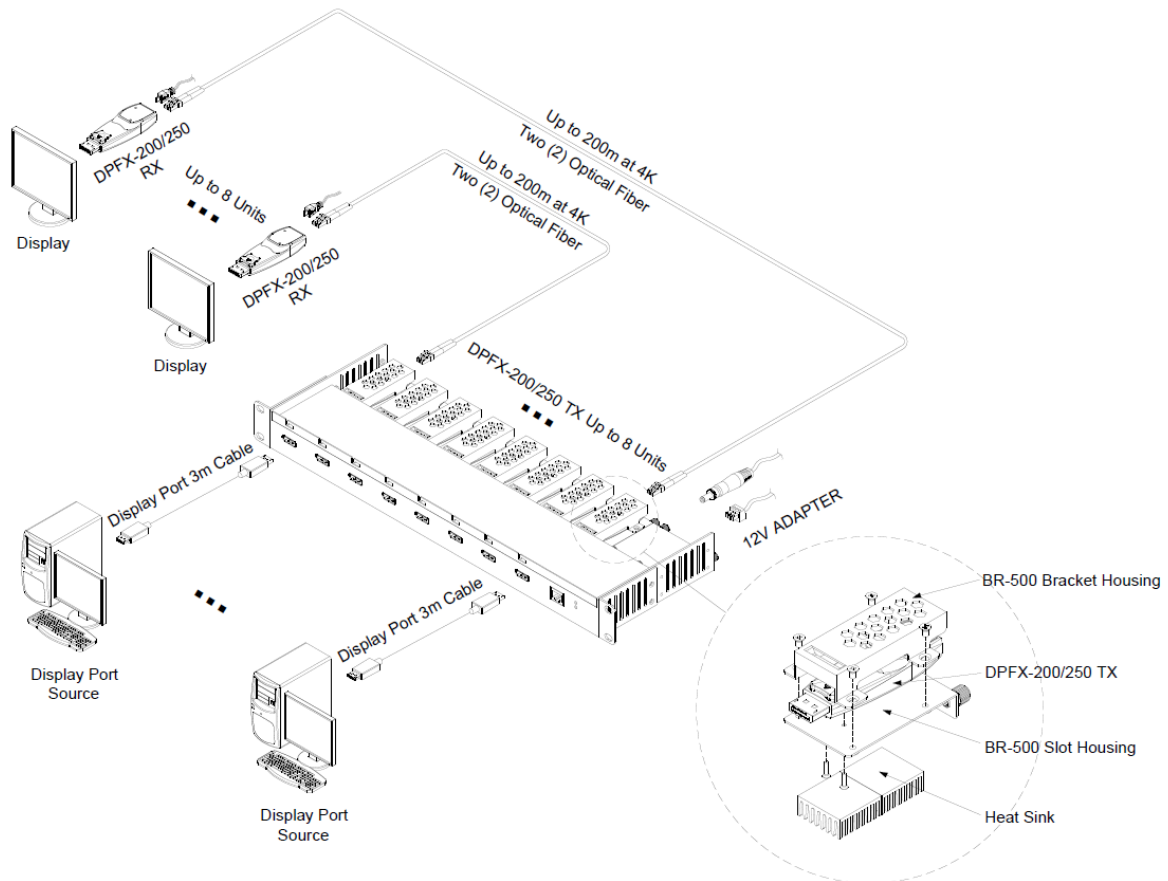 Up to 200m at 4K
Two (2) Optical Fiber
DPFX-200/250
RX
Up to 8 Units
Display
Up to 200m at 4K
Two (2) Optical Fiber
DPFX-200/250
RX
Display
DPFX-200/250 TX Up to 8 Units
12V ADAPTER
Display Port 3m Cable
Display Port
Source
Display Port 3m Cable
Display Port
Source
BR-500 Bracket Housing
DPFX-200/250 TX
BR-500 Slot Housing
Heat Sink